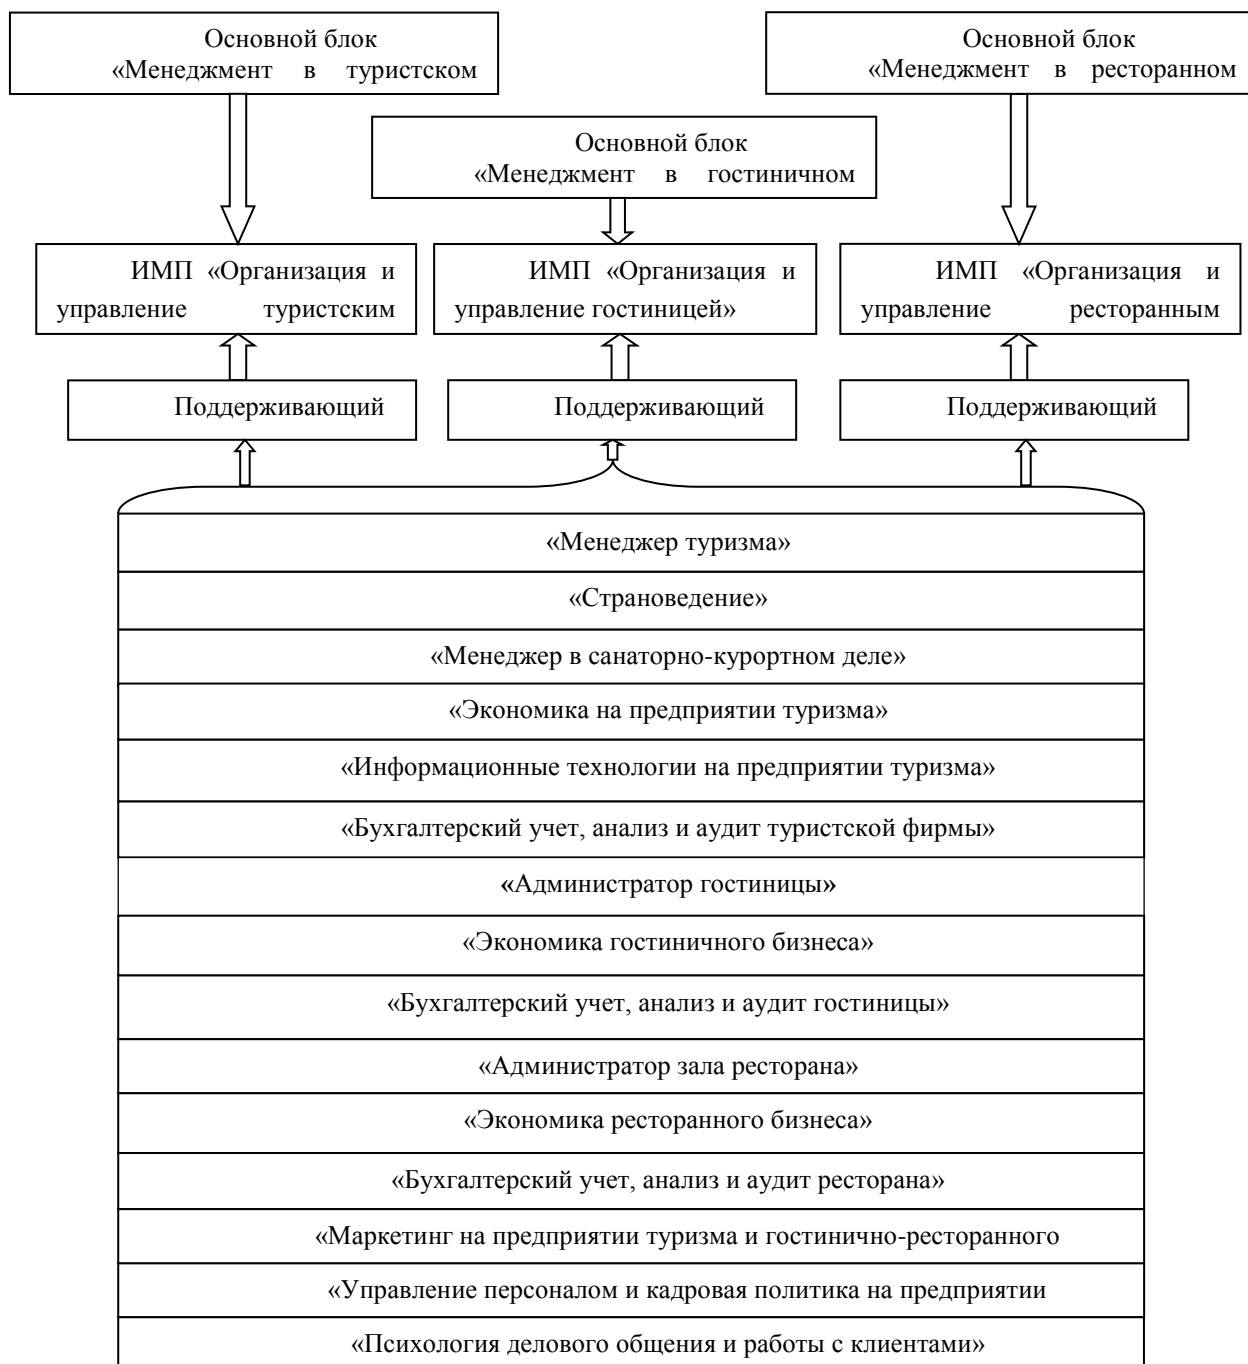 Основной блок
«Менеджмент в туристском
Основной блок
«Менеджмент в ресторанном
Основной блок
«Менеджмент в гостиничном
ИМП «Организация и
управление туристским
ИМП «Организация и
управление гостиницей»
ИМП «Организация и
управление ресторанным
Поддерживающий
Поддерживающий
Поддерживающий
«Менеджер туризма»
«Страноведение»
«Менеджер в санаторно-курортном деле»
«Экономика на предприятии туризма»
«Информационные технологии на предприятии туризма»
«Бухгалтерский учет, анализ и аудит туристской фирмы»
«Администратор гостиницы»
«Экономика гостиничного бизнеса»
«Бухгалтерский учет, анализ и аудит гостиницы»
«Администратор зала ресторана»
«Экономика ресторанного бизнеса»
«Бухгалтерский учет, анализ и аудит ресторана»
«Маркетинг на предприятии туризма и гостинично-ресторанного
«Управление персоналом и кадровая политика на предприятии
«Психология делового общения и работы с клиентами»